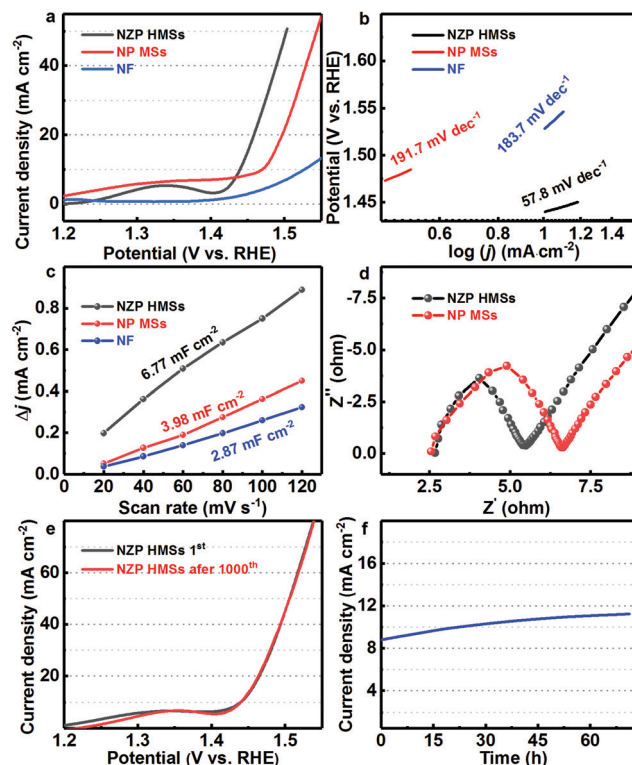 a
NZP HMSs
NP MSs
NF
Current density (mA cm-2)
40
20
0
1.2 1.3 1.4 1.5
Potential (V vs. RHE)
b
NZP HMSs
NP MSs
NF
Potential (V vs. RHE)
1.60
1.55
1.50
1.45
191.7 mV dec-1
183.7 mV dec-1
57.8 mV dec-1
0.6 1 1.2
log (j) (mA·cm-2)
c
NZP HMSs
NP MSs
NF
Δj (mA cm-2)
0.8
0.6
0.4
0.2
0.0
6.77 mF cm-2
3.98 mF cm-2
2.87 mF cm-2
0 20 40 60 80 100 120
Scan rate (mV s-1)
d
NZP HMSs
NP MSs
Z'' (ohm)
-7.5
-5.0
-2.5
0.0
2.5 5.0 7.5
Z' (ohm)
e
NZP HMSs 1st
NZP HMSs afer 1000th
Current density (mA cm-2)
60
40
20
1.2 1.3 1.4 1.5
Potential (V vs. RHE)
f
Current density (mA cm-2)
16
12
8
4
0 15 30 45 60
Time (h)